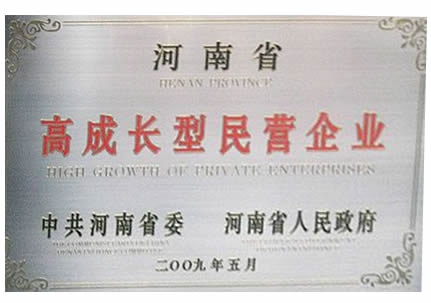 河南省
HENAN PROVINCE
高成长型民营企业
HIGH GROWTH OF PRIVATE ENTERPRISES
中共河南省委 河南省人民政府
二〇〇九年五月